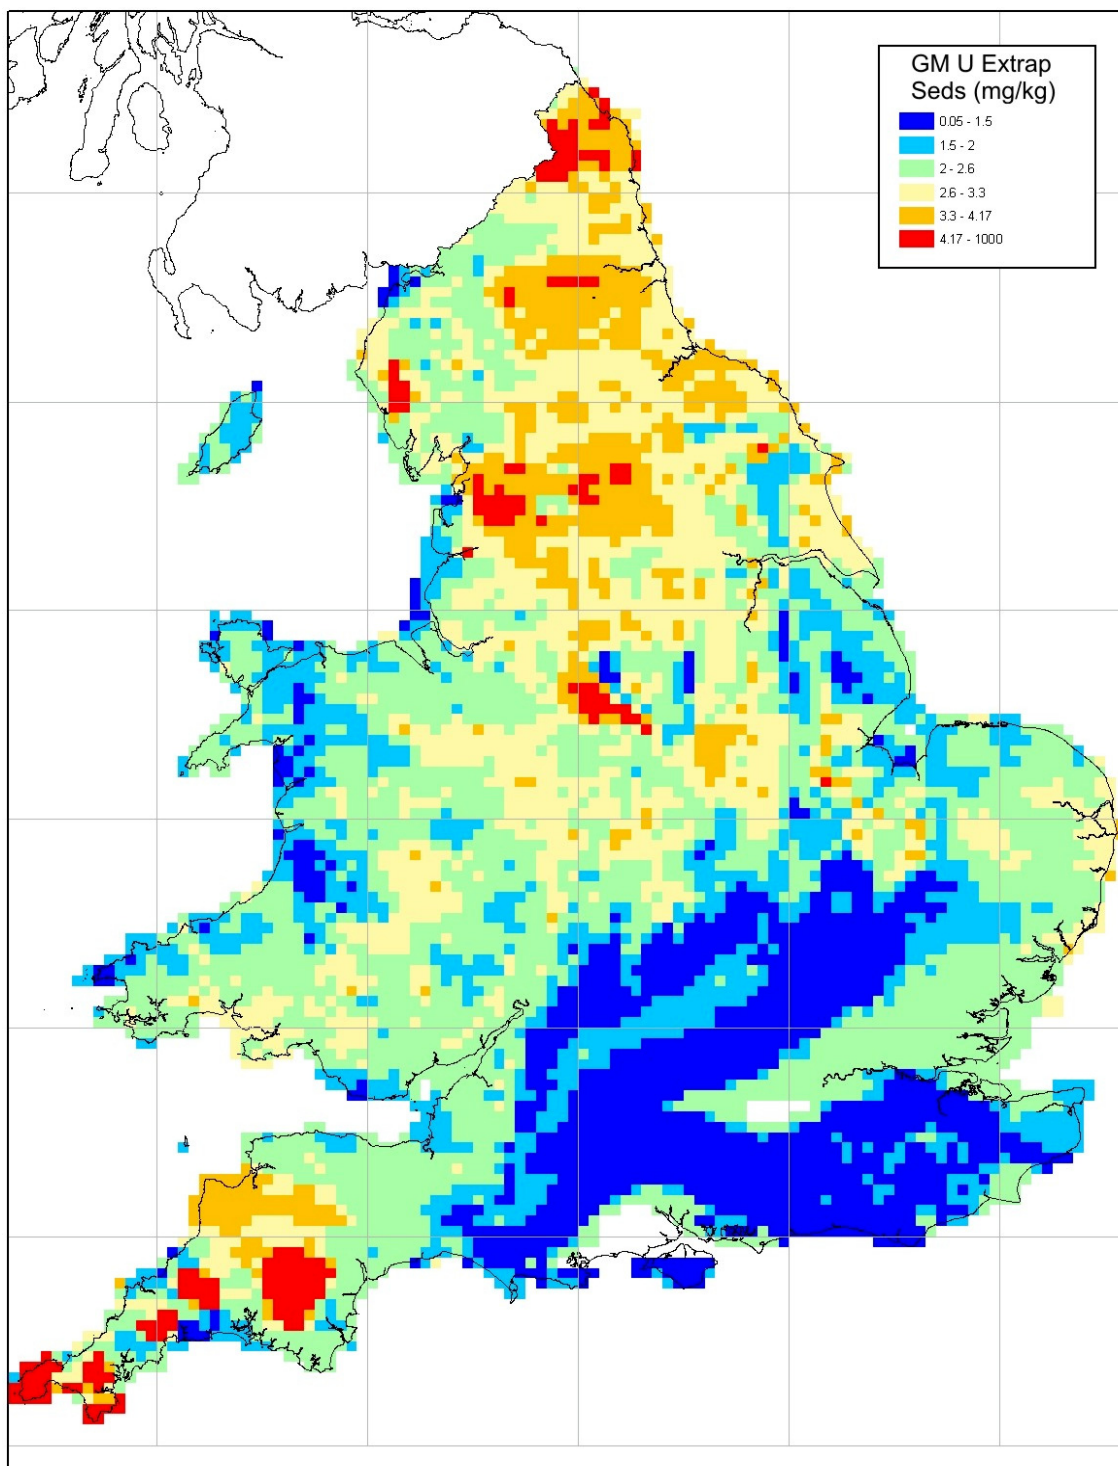 GM U Extrap
Seds (mg/kg)
0.05 - 1.5
1.5 - 2
2 - 2.6
2.6 - 3.3
3.3 - 4.17
4.17 - 1000